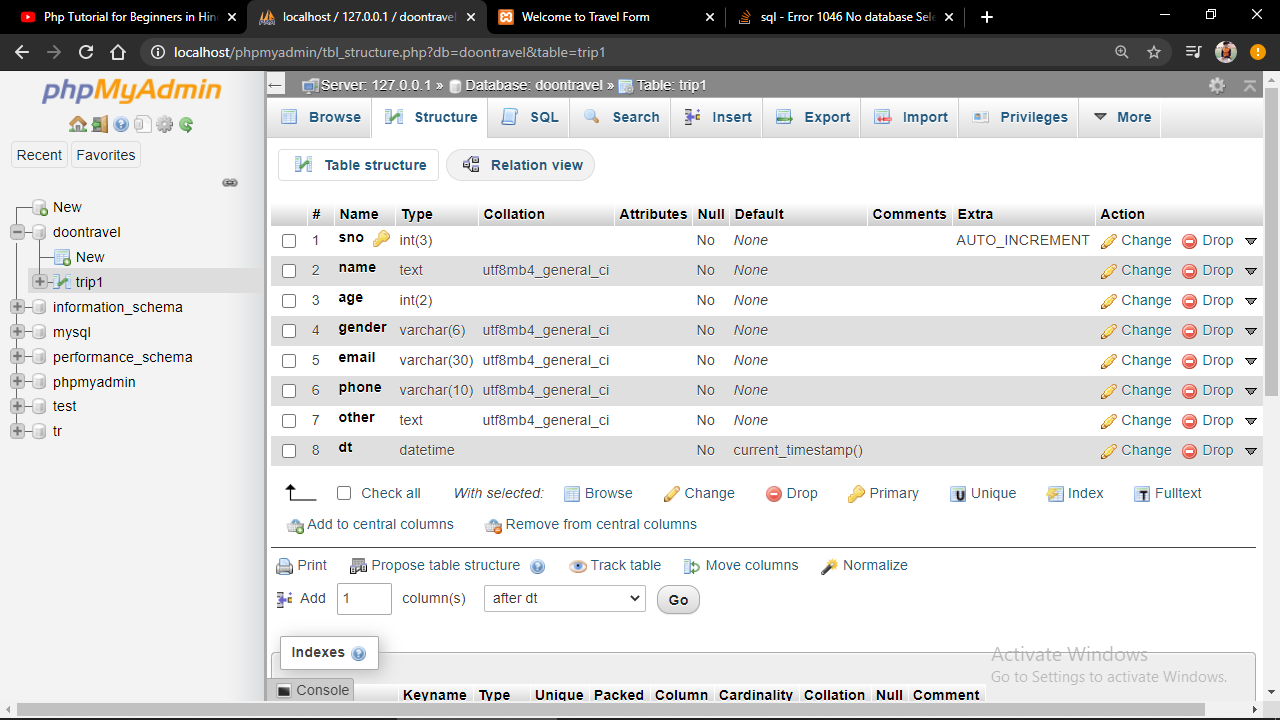 Php Tutorial for Beginners in Hin
localhost / 127.0.0.1 / doontravel
Welcome to Travel Form
sql - Error 1046 No database Sele
localhost/phpmyadmin/tbl_structure.php?db=doontravel&table=trip1
phpMyAdmin
Recent Favorites
New
doontravel
New
trip1
information_schema
mysql
performance_schema
phpmyadmin
test
tr
Server: 127.0.0.1 » Database: doontravel » Table: trip1
Browse Structure SQL Search Insert Export Import Privileges More
Table structure Relation view
# Name Type Collation Attributes Null Default Comments Extra Action
1 sno int(3) No None AUTO_INCREMENT Change Drop
2 name text utf8mb4_general_ci No None Change Drop
3 age int(2) No None Change Drop
4 gender varchar(6) utf8mb4_general_ci No None Change Drop
5 email varchar(30) utf8mb4_general_ci No None Change Drop
6 phone varchar(10) utf8mb4_general_ci No None Change Drop
7 other text utf8mb4_general_ci No None Change Drop
8 dt datetime No current_timestamp() Change Drop
Check all With selected: Browse Change Drop Primary Unique Index Fulltext
Add to central columns Remove from central columns
Print Propose table structure Track table Move columns Normalize
Add 1 column(s) after dt Go
Indexes
Activate Windows
Go to Settings to activate Windows.
Console
Keyname Type Unique Packed Column Cardinality Collation Null Comment